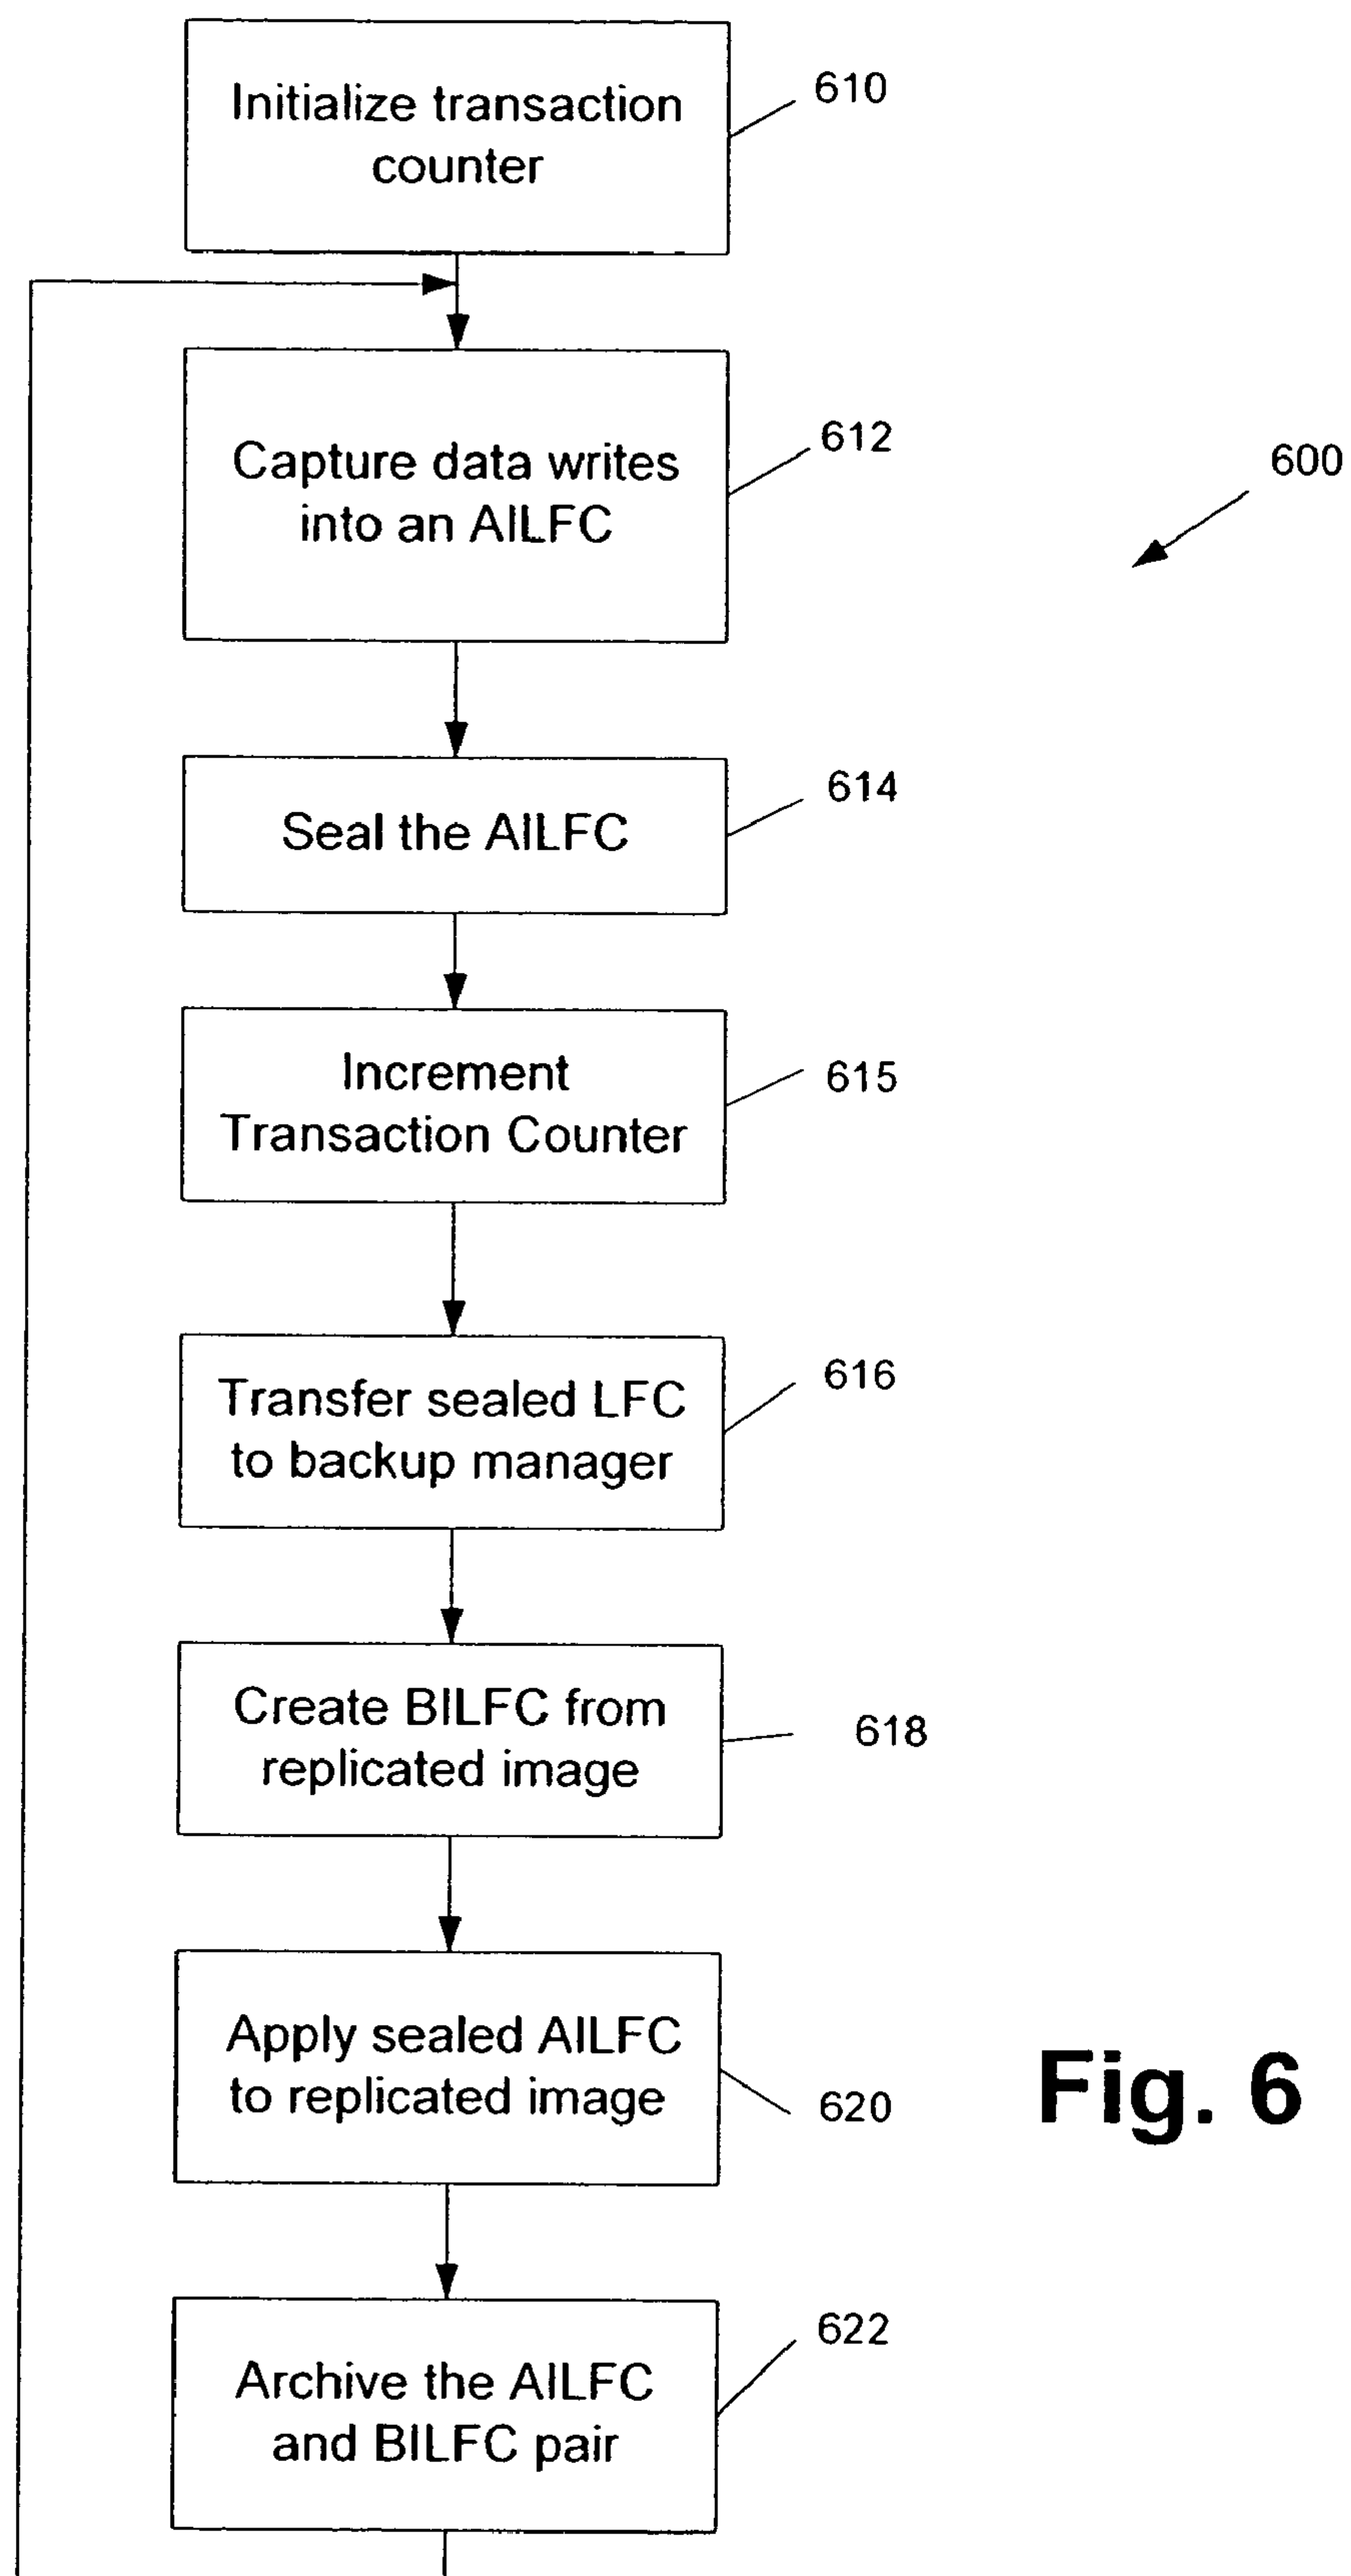 Initialize transaction
counter
610
Capture data writes
into an AILFC
612
600
Seal the AILFC
614
Increment
Transaction Counter
615
Transfer sealed LFC
to backup manager
616
Create BILFC from
replicated image
618
Apply sealed AILFC
to replicated image
620
Fig. 6
Archive the AILFC
and BILFC pair
622